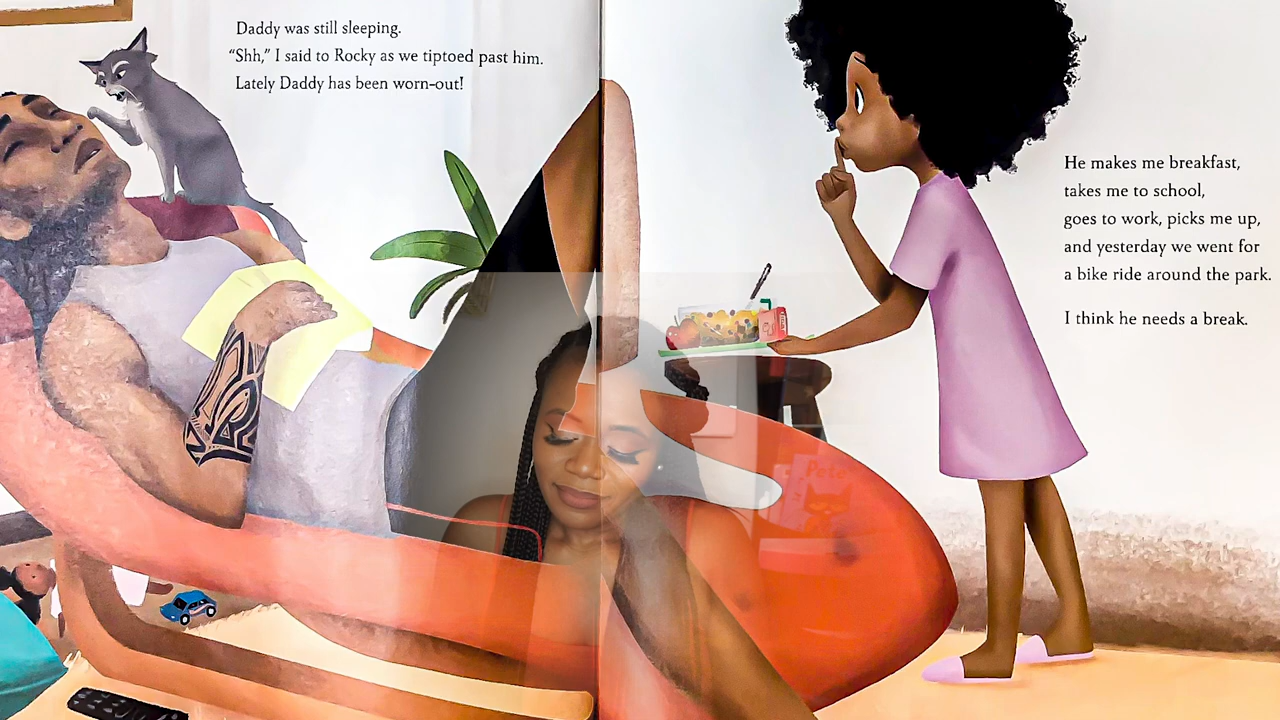 Daddy was still sleeping.
“Shh,” I said to Rocky as we tiptoed past him.
Lately Daddy has been worn-out!
He makes me breakfast,
takes me to school,
goes to work, picks me up,
and yesterday we went for
a bike ride around the park.
I think he needs a break.
Pete